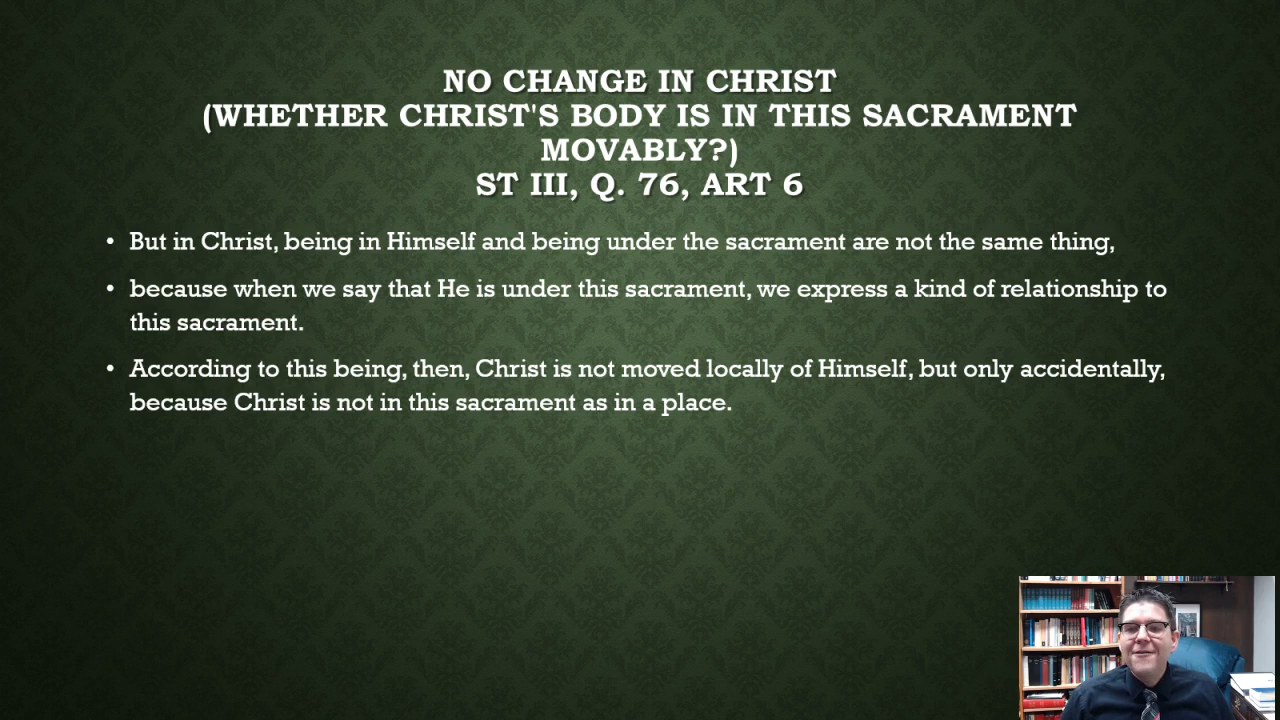 NO CHANGE IN CHRIST
(WHETHER CHRIST'S BODY IS IN THIS SACRAMENT
MOVABLY?)
ST III, Q. 76, ART 6
• But in Christ, being in Himself and being under the sacrament are not the same thing,
• because when we say that He is under this sacrament, we express a kind of relationship to
this sacrament.
• According to this being, then, Christ is not moved locally of Himself, but only accidentally,
because Christ is not in this sacrament as in a place.